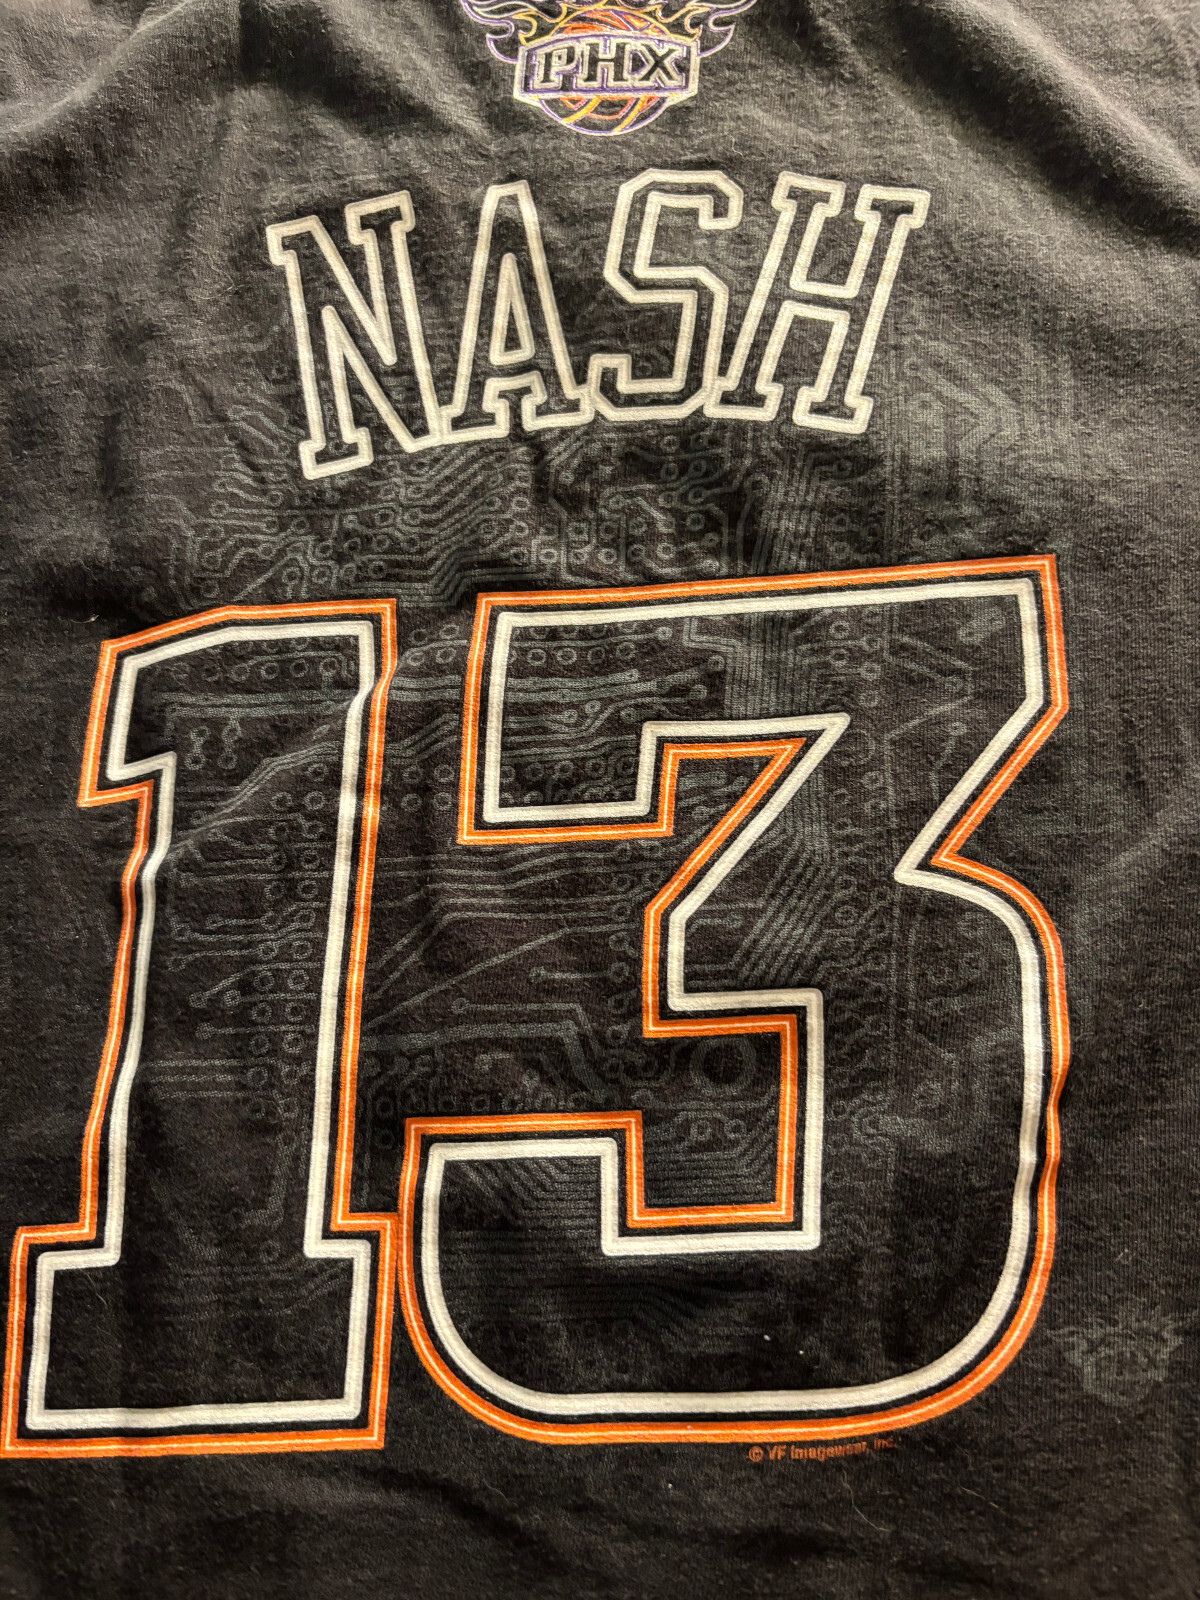 PHX
NASH
13
© VF Imagewear, Inc.